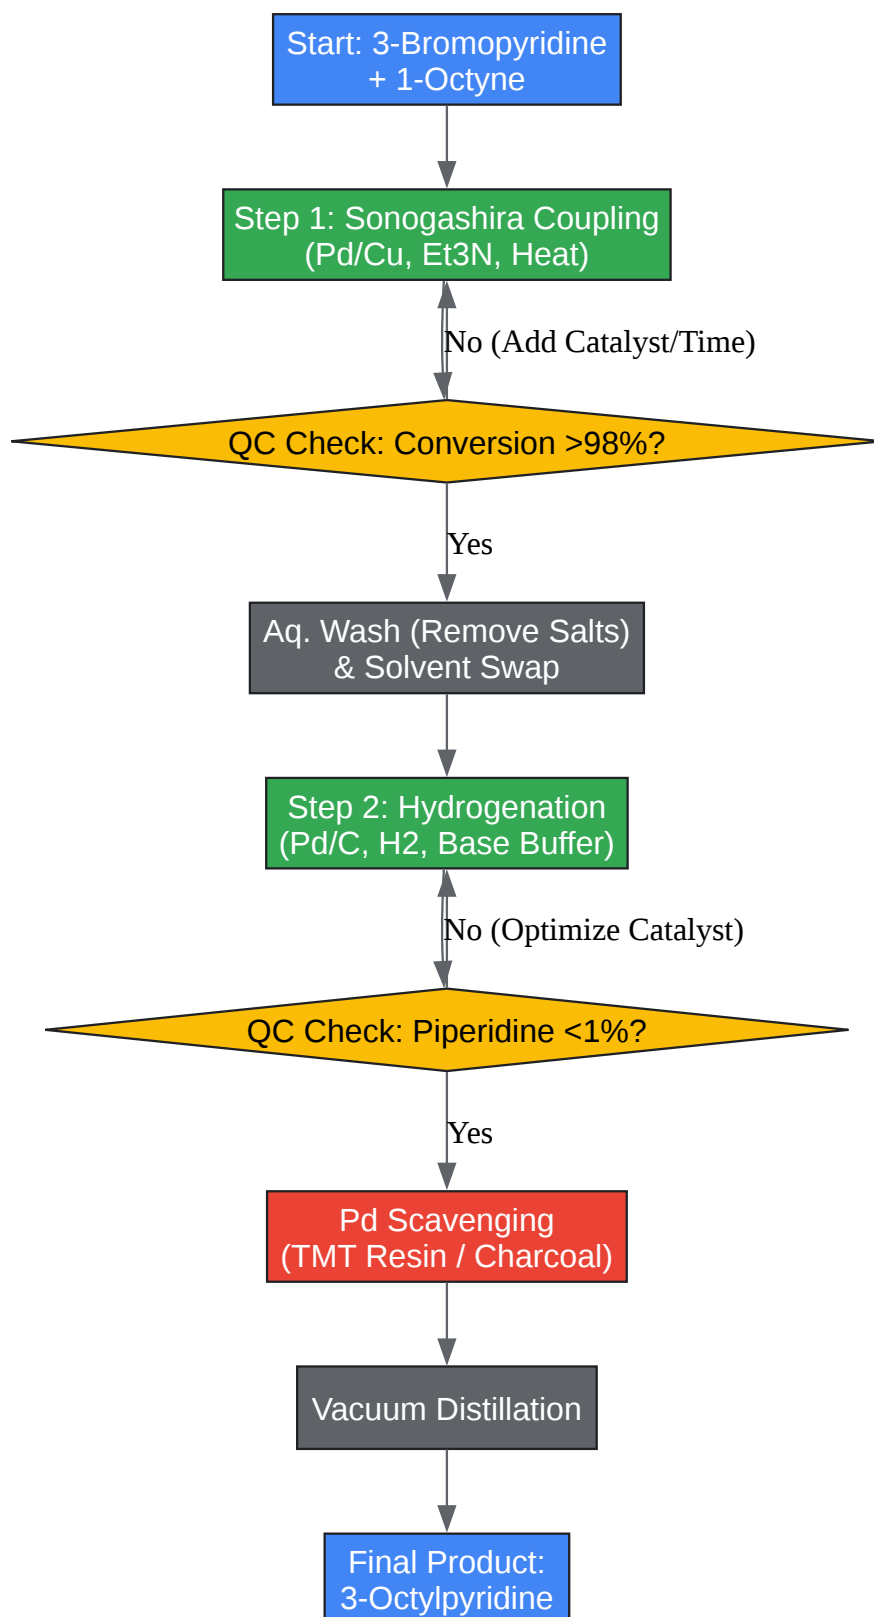 Start: 3-Bromopyridine
+ 1-Octyne
Step 1: Sonogashira Coupling
(Pd/Cu, Et3N, Heat)
No (Add Catalyst/Time)
QC Check: Conversion >98%?
Yes
Aq. Wash (Remove Salts)
& Solvent Swap
Step 2: Hydrogenation
(Pd/C, H2, Base Buffer)
No (Optimize Catalyst)
QC Check: Piperidine <1%?
Yes
Pd Scavenging
(TMT Resin / Charcoal)
Vacuum Distillation
Final Product:
3-Octylpyridine